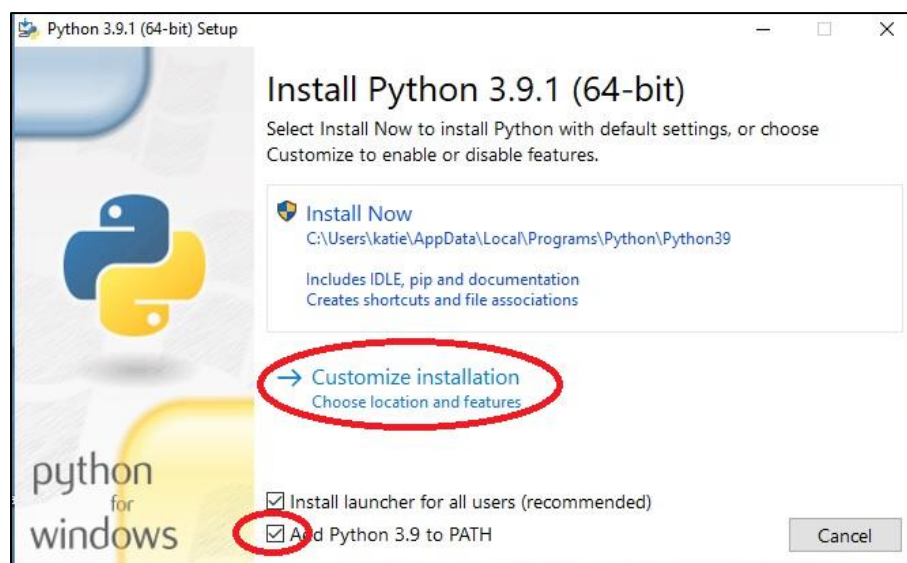 Python 3.9.1 (64-bit) Setup
Install Python 3.9.1 (64-bit)
Select Install Now to install Python with default settings, or choose
Customize to enable or disable features.
Install Now
C:\Users\katie\AppData\Local\Programs\Python\Python39
Includes IDLE, pip and documentation
Creates shortcuts and file associations
Customize installation
Choose location and features
python
for
windows
Install launcher for all users (recommended)
Add Python 3.9 to PATH
Cancel